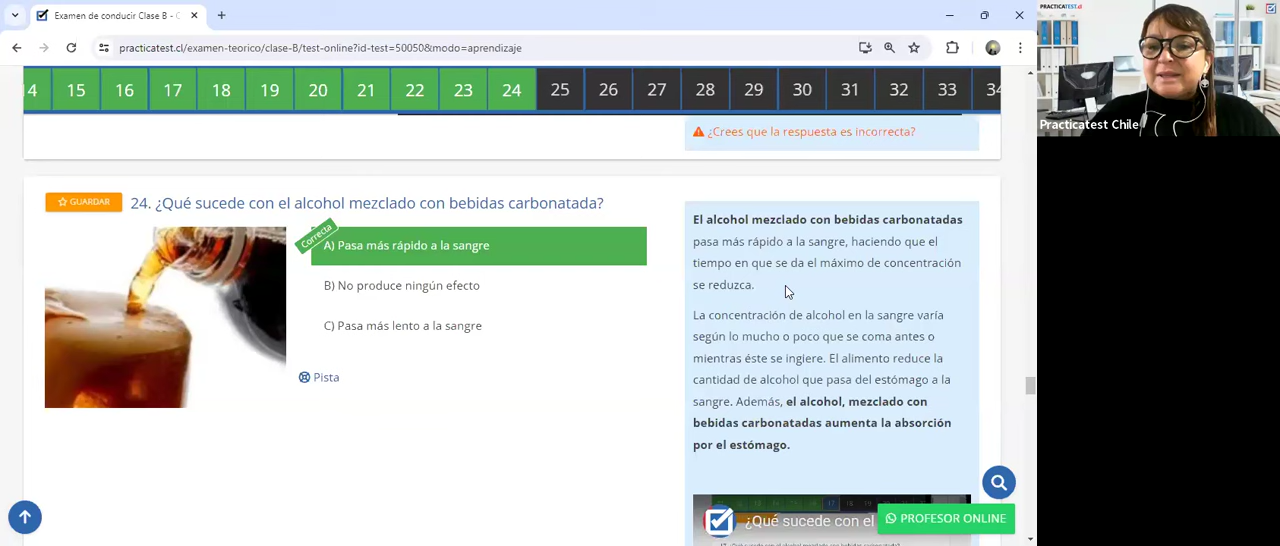 Examen de conducir Clase B - C
practicatest.cl/examen-teorico/clase-B/test-online?id-test=50050&modo=aprendizaje
PRACTICATEST.cl
Practicatest Chile
14 15 16 17 18 19 20 21 22 23 24 25 26 27 28 29 30 31 32 33 34
¿Crees que la respuesta es incorrecta?
GUARDAR
24. ¿Qué sucede con el alcohol mezclado con bebidas carbonatada?
Correcta
A) Pasa más rápido a la sangre
B) No produce ningún efecto
C) Pasa más lento a la sangre
Pista
El alcohol mezclado con bebidas carbonatadas
pasa más rápido a la sangre, haciendo que el
tiempo en que se da el máximo de concentración
se reduzca.
La concentración de alcohol en la sangre varía
según lo mucho o poco que se coma antes o
mientras éste se ingiere. El alimento reduce la
cantidad de alcohol que pasa del estómago a la
sangre. Además, el alcohol, mezclado con
bebidas carbonatadas aumenta la absorción
por el estómago.
¿Qué sucede con el
PROFESOR ONLINE